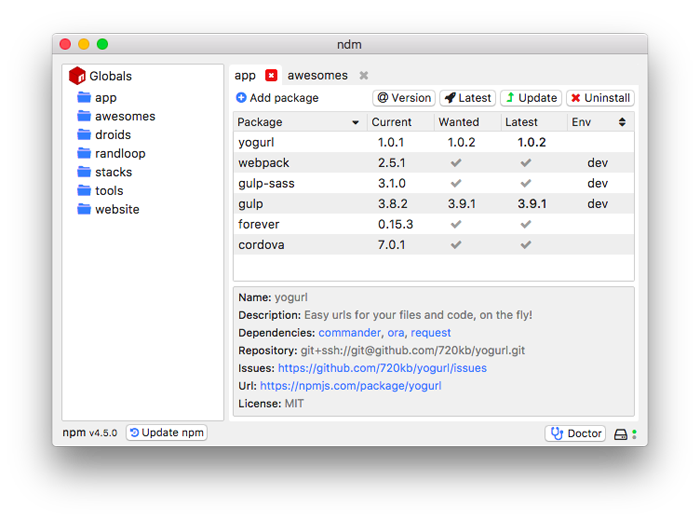 ndm
Globals
app
awesomes
droids
randloop
stacks
tools
website
app awesomes
Add package @ Version Latest Update Uninstall
Package Current Wanted Latest Env
yogurl 1.0.1 1.0.2 1.0.2
webpack 2.5.1 dev
gulp-sass 3.1.0 dev
gulp 3.8.2 3.9.1 3.9.1 dev
forever 0.15.3
cordova 7.0.1
Name: yogurl
Description: Easy urls for your files and code, on the fly!
Dependencies: commander, ora, request
Repository: git+ssh://git@github.com/720kb/yogurl.git
Issues: https://github.com/720kb/yogurl/issues
Url: https://npmjs.com/package/yogurl
License: MIT
npm v4.5.0 Update npm Doctor